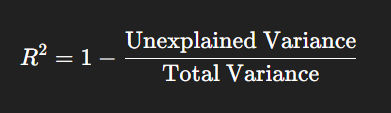 R² = 1 − Unexplained Variance / Total Variance